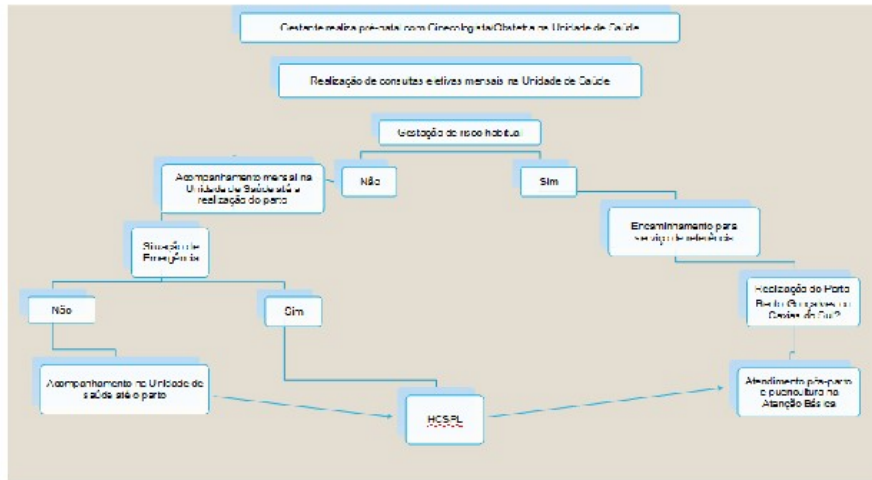 Gestante realiza pré-natal com Ginecologista/Obstetra na Unidade de Saúde
Realização de consultas eletivas mensais na Unidade de Saúde
Gestação de risco habitual
Acompanhamento mensal na
Unidade de Saúde até a
realização do parto
Não
Sim
Encaminhamento para
serviço de referência
Situação de
Emergência
Não
Sim
Realização do Parto
Bento Gonçalves ou
Caxias do Sul?
Acompanhamento na Unidade de
saúde até o parto
HCSFL
Atendimento pós-parto
e puericultura na
Atenção Básica